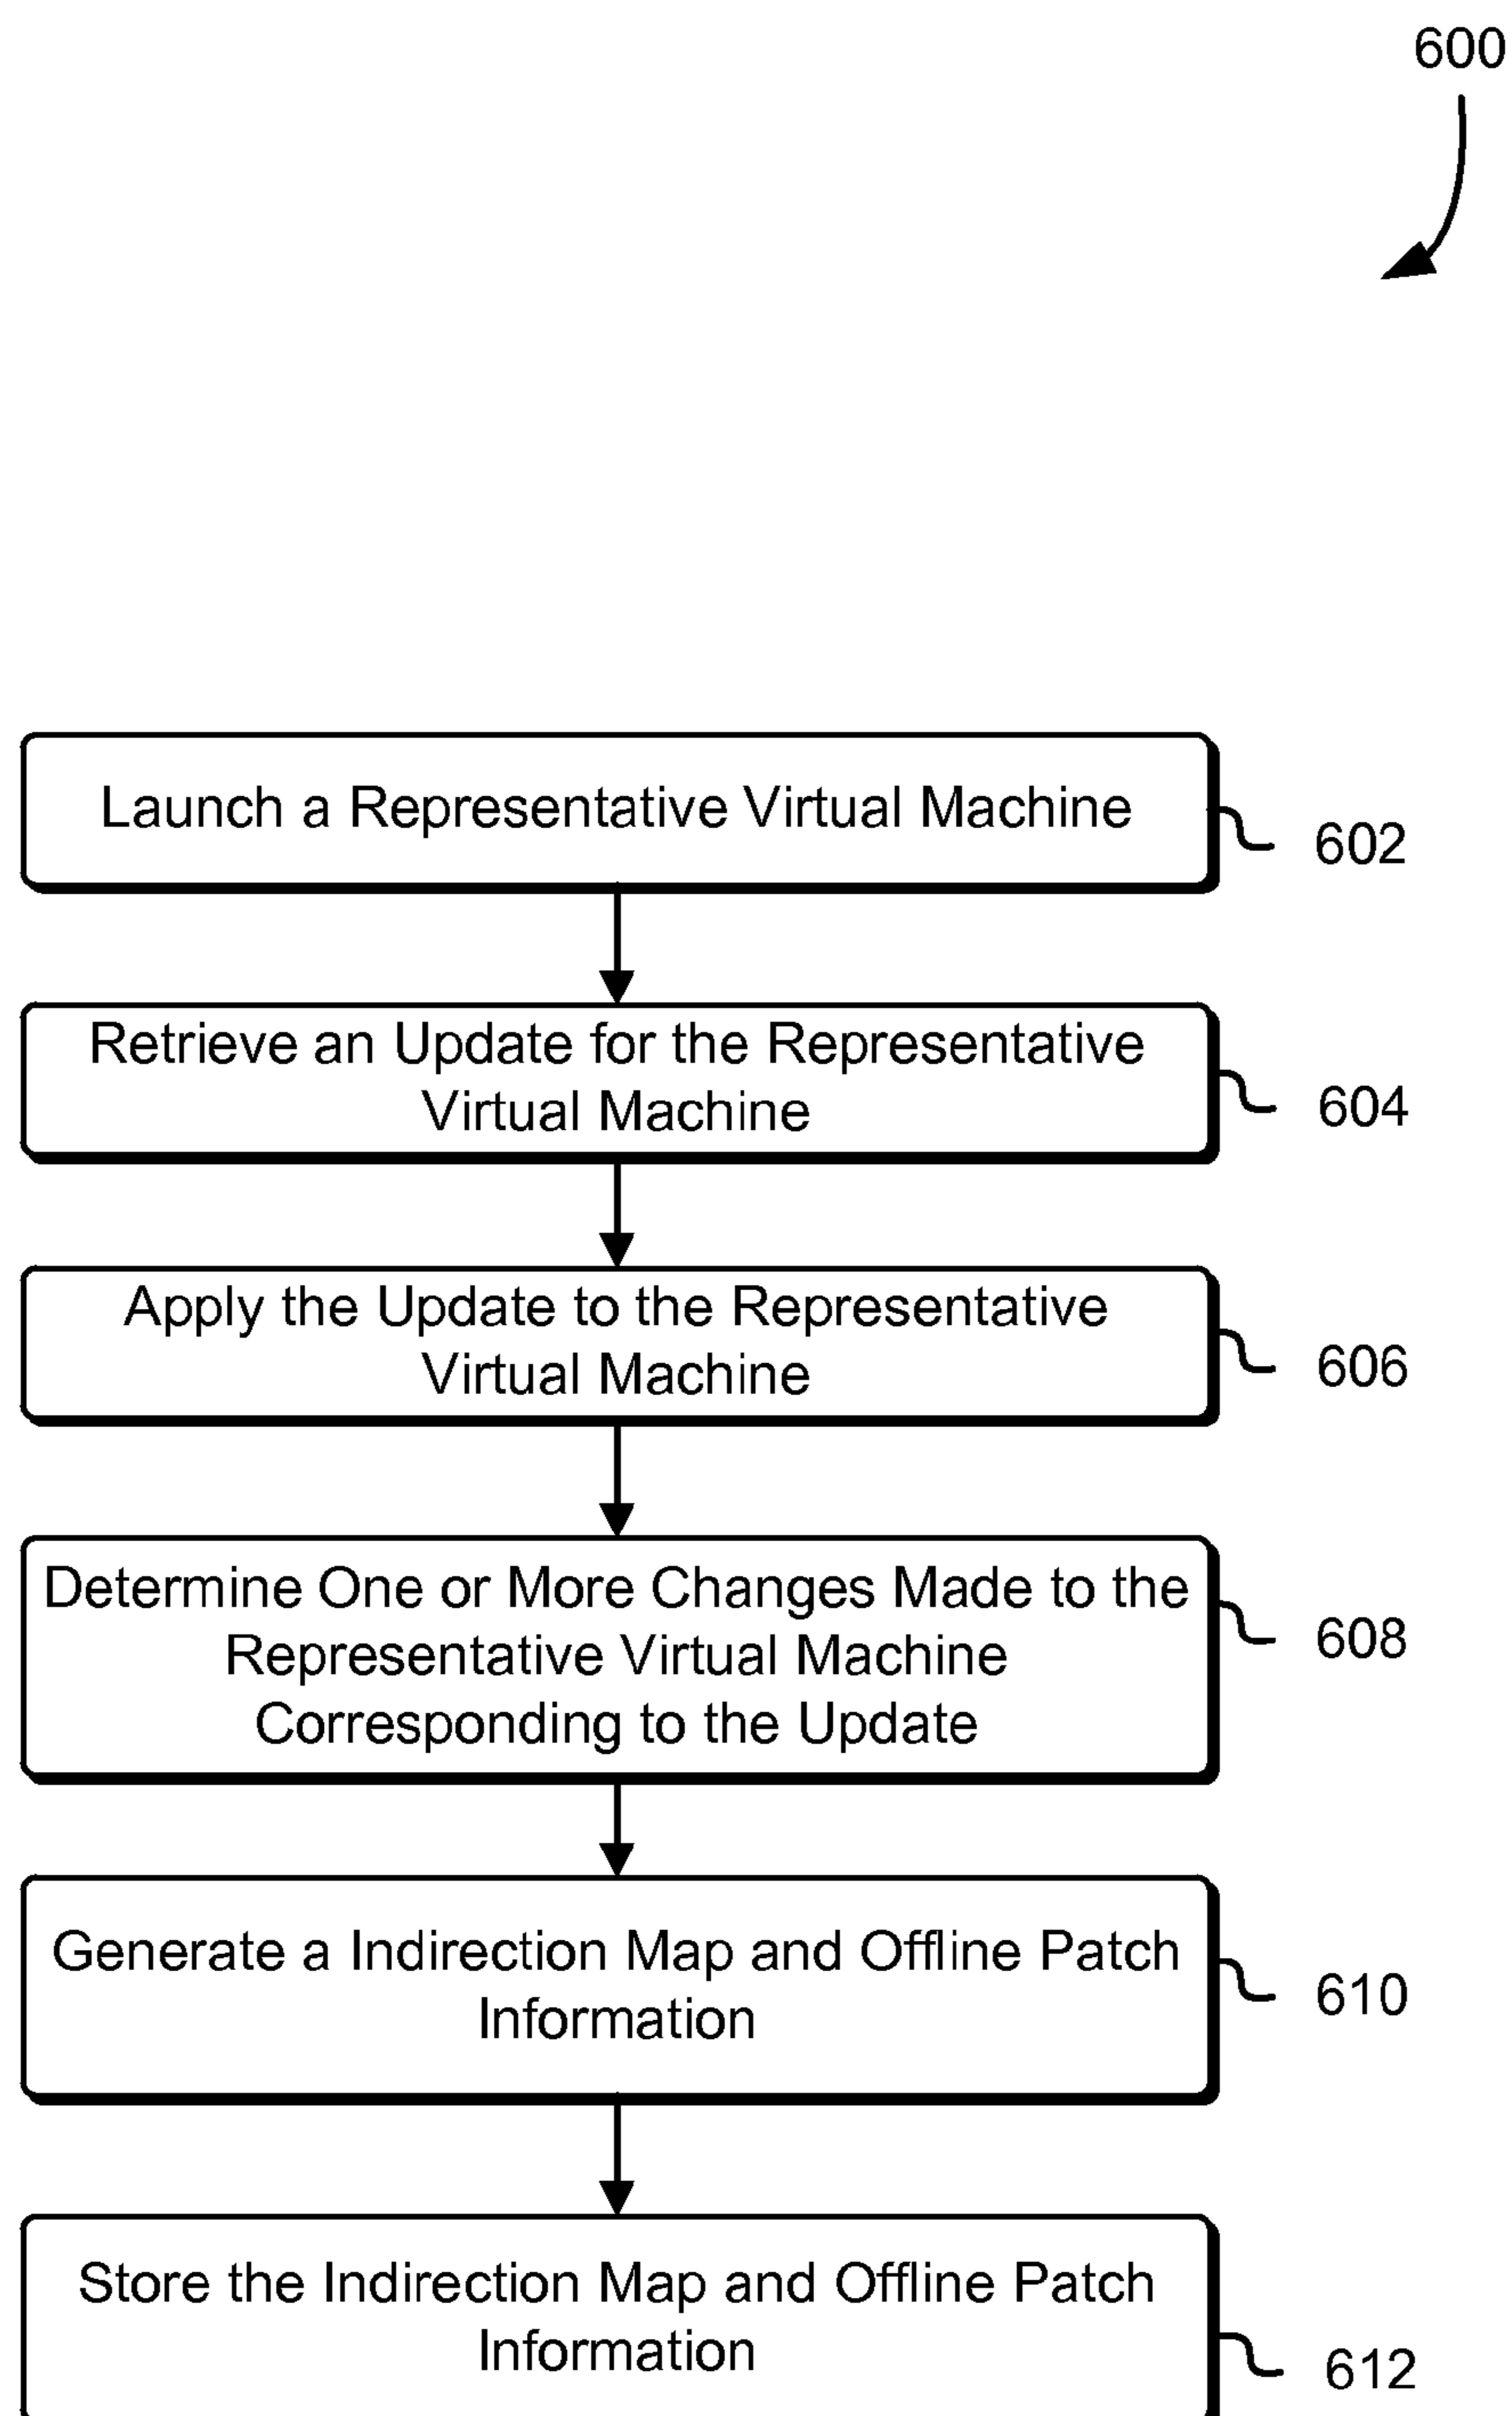 600
Launch a Representative Virtual Machine
602
Retrieve an Update for the Representative
Virtual Machine
604
Apply the Update to the Representative
Virtual Machine
606
Determine One or More Changes Made to the
Representative Virtual Machine
Corresponding to the Update
608
Generate a Indirection Map and Offline Patch
Information
610
Store the Indirection Map and Offline Patch
Information
612